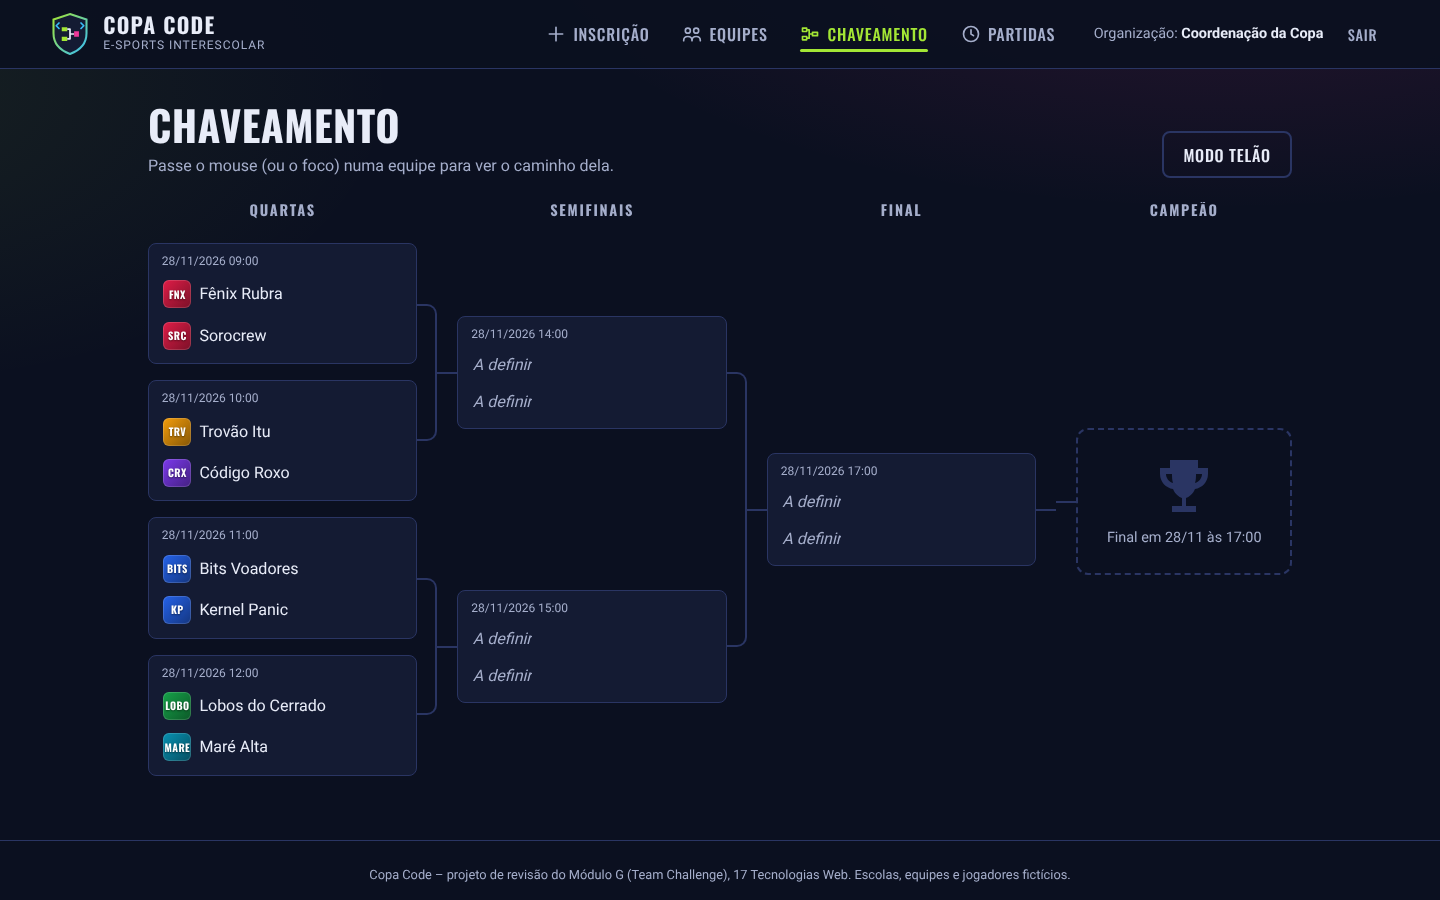 COPA CODE
E-SPORTS INTERESCOLAR
INSCRIÇÃO
EQUIPES
CHAVEAMENTO
PARTIDAS
Organização: Coordenação da Copa
SAIR
CHAVEAMENTO
Passe o mouse (ou o foco) numa equipe para ver o caminho dela.
MODO TELÃO
QUARTAS
SEMIFINAIS
FINAL
CAMPEÃO
28/11/2026 09:00
FNX Fênix Rubra
SRC Sorocrew
28/11/2026 10:00
TRV Trovão Itu
CRX Código Roxo
28/11/2026 11:00
BITS Bits Voadores
KP Kernel Panic
28/11/2026 12:00
LOBO Lobos do Cerrado
MARE Maré Alta
28/11/2026 14:00
A definir
A definir
28/11/2026 15:00
A definir
A definir
28/11/2026 17:00
A definir
A definir
Final em 28/11 às 17:00
Copa Code – projeto de revisão do Módulo G (Team Challenge), 17 Tecnologias Web. Escolas, equipes e jogadores fictícios.